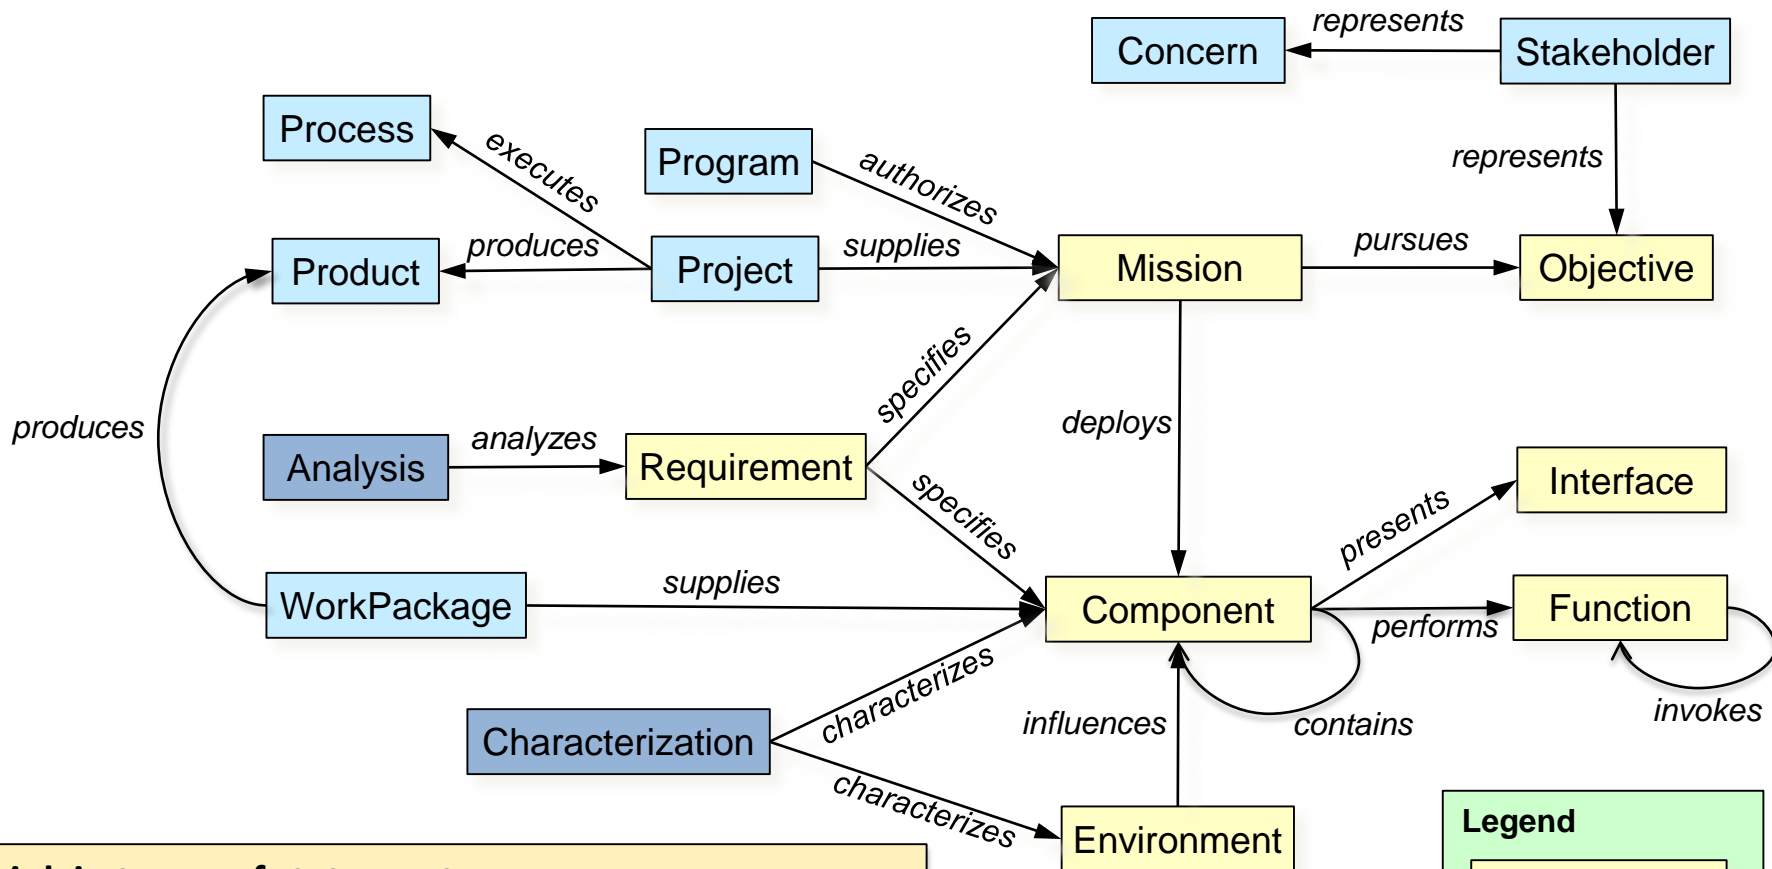 represents
Concern
Stakeholder
Process
executes
Program
authorizes
represents
Product
produces
Project
supplies
Mission
pursues
Objective
specifies
produces
deploys
Analysis
analyzes
Requirement
specifies
presents
Interface
WorkPackage
supplies
Component
performs
Function
characterizes
Characterization
influences
contains
invokes
characterizes
Environment
Legend